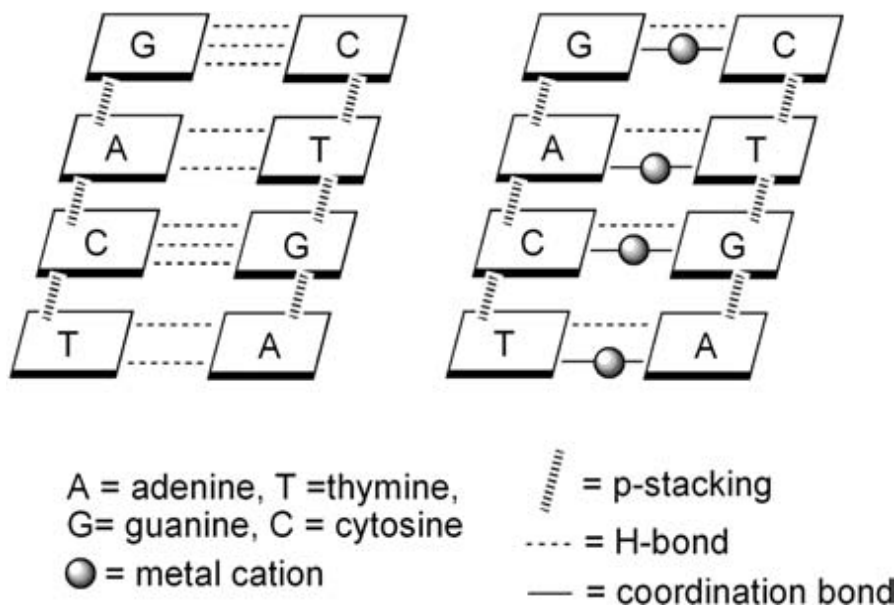 G C G C
A T A T
C G C G
T A T A
A = adenine, T =thymine,
G= guanine, C = cytosine
= metal cation
= p-stacking
= H-bond
= coordination bond